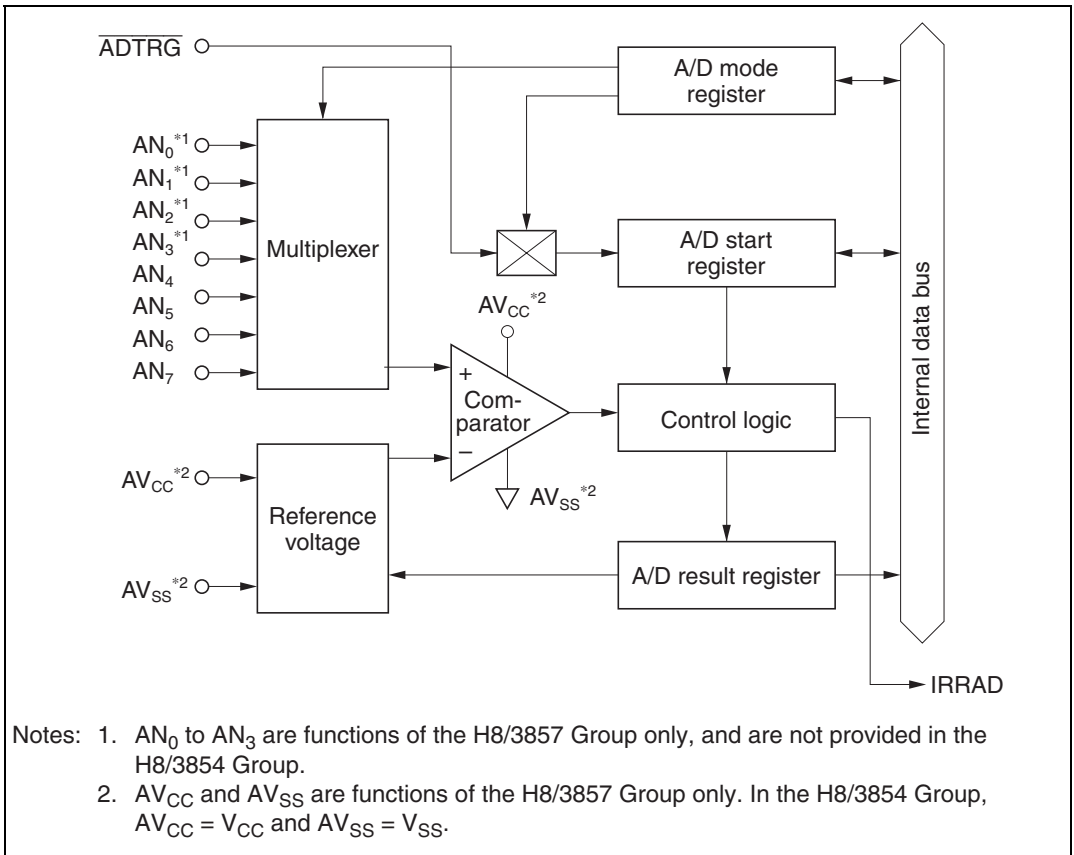 ADTRG
A/D mode
register
AN0*1
AN1*1
AN2*1
AN3*1
AN4
AN5
AN6
AN7
Multiplexer
A/D start
register
AVCC*2
+
Com-
parator
−
AVSS*2
Control logic
Internal data bus
AVCC*2
AVSS*2
Reference
voltage
A/D result register
IRRAD
Notes: 1. AN0 to AN3 are functions of the H8/3857 Group only, and are not provided in the
H8/3854 Group.
2. AVCC and AVSS are functions of the H8/3857 Group only. In the H8/3854 Group,
AVCC = VCC and AVSS = VSS.